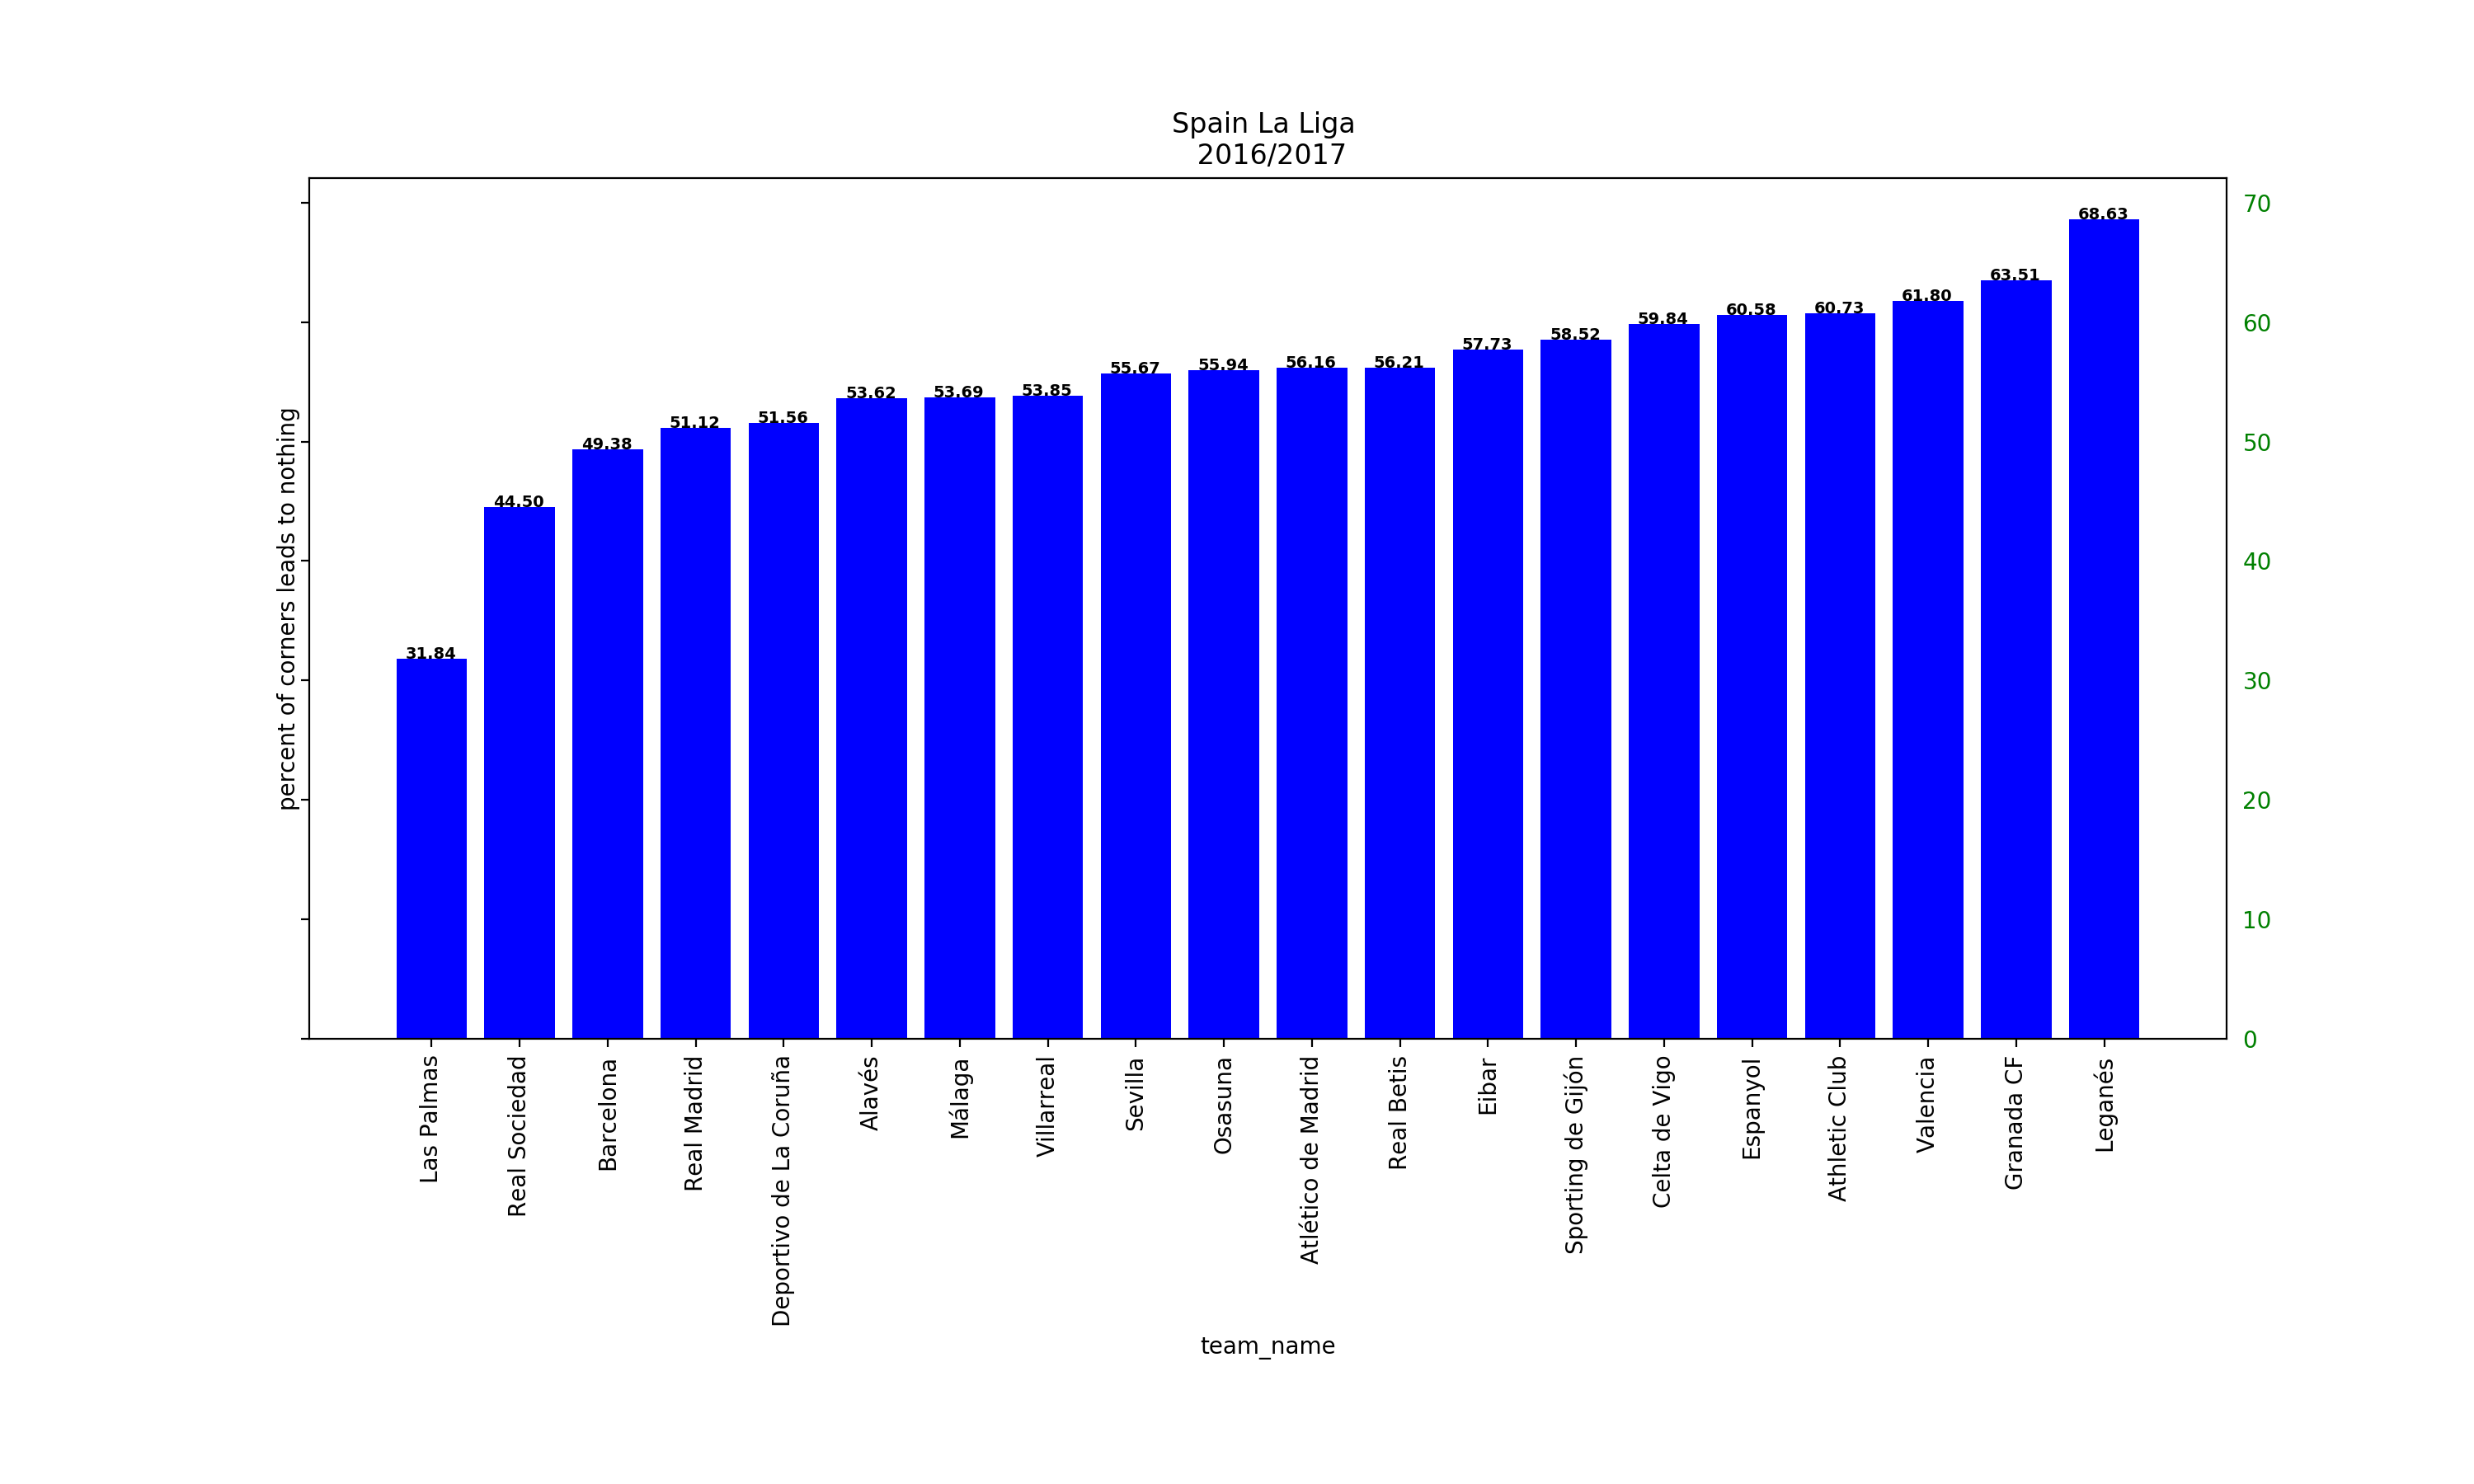 Spain La Liga
2016/2017
percent of corners leads to nothing
70
60
50
40
30
20
10
0
31.84
44.50
49.38
51.12
51.56
53.62
53.69
53.85
55.67
55.94
56.16
56.21
57.73
58.52
59.84
60.58
60.73
61.80
63.51
68.63
Las Palmas
Real Sociedad
Barcelona
Real Madrid
Deportivo de La Coruña
Alavés
Málaga
Villarreal
Sevilla
Osasuna
Atlético de Madrid
Real Betis
Eibar
Sporting de Gijón
Celta de Vigo
Espanyol
Athletic Club
Valencia
Granada CF
Leganés
team_name